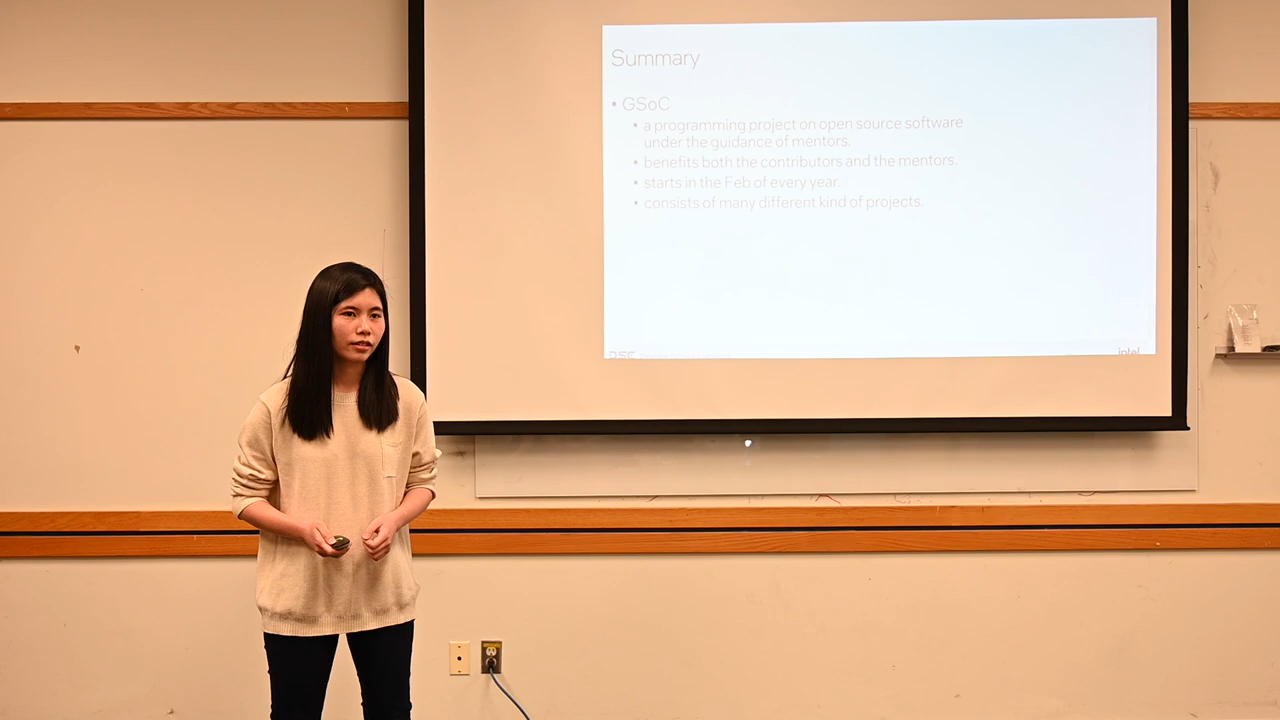 Summary
• GSoC
• a programming project on open source software
under the guidance of mentors.
• benefits both the contributors and the mentors.
• starts in the Feb of every year.
• consists of many different kind of projects.
intel